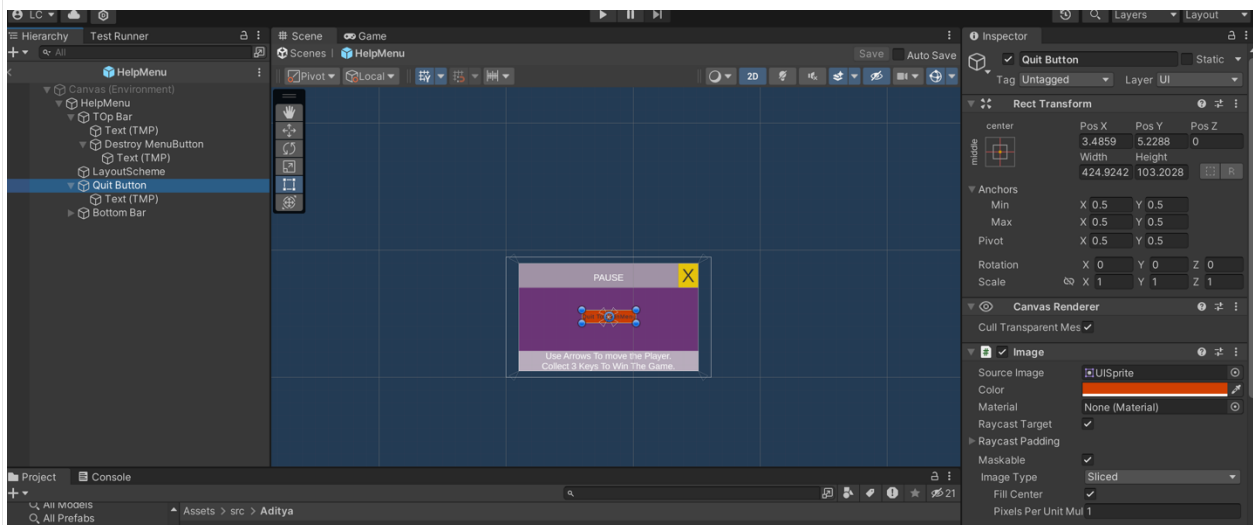 LC
Layers
Layout
Hierarchy
Test Runner
All
HelpMenu
Canvas (Environment)
HelpMenu
TOp Bar
Text (TMP)
Destroy MenuButton
Text (TMP)
LayoutScheme
Quit Button
Text (TMP)
Bottom Bar
Scene
Game
Scenes
HelpMenu
Save
Auto Save
Pivot
Local
2D
PAUSE
X
Use Arrows To move the Player.
Collect 3 Keys To Win The Game.
Inspector
Quit Button
Static
Tag Untagged
Layer UI
Rect Transform
center
middle
Pos X Pos Y Pos Z
3.4859 5.2288 0
Width Height
424.9242 103.2028
R
Anchors
Min X 0.5 Y 0.5
Max X 0.5 Y 0.5
Pivot X 0.5 Y 0.5
Rotation X 0 Y 0 Z 0
Scale X 1 Y 1 Z 1
Canvas Renderer
Cull Transparent Mes
Image
Source Image UISprite
Color
Material None (Material)
Raycast Target
Raycast Padding
Maskable
Image Type Sliced
Fill Center
Pixels Per Unit Mul 1
Project
Console
21
All Models
All Prefabs
Assets > src > Aditya